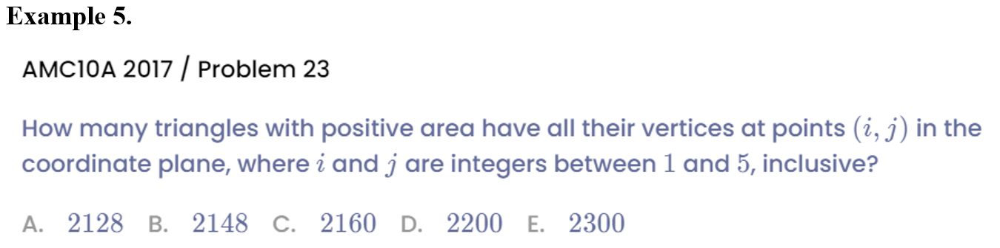 Example 5.
AMC10A 2017 / Problem 23
How many triangles with positive area have all their vertices at points (i, j) in the
coordinate plane, where i and j are integers between 1 and 5, inclusive?
A. 2128 B. 2148 C. 2160 D. 2200 E. 2300